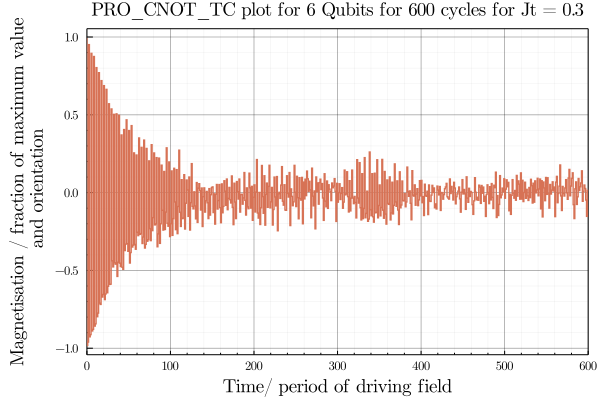 PRO_CNOT_TC plot for 6 Qubits for 600 cycles for Jt = 0.3
Magnetisation / fraction of maximum value
and orientation
1.0
0.5
0.0
−0.5
−1.0
0 100 200 300 400 500 600
Time/ period of driving field